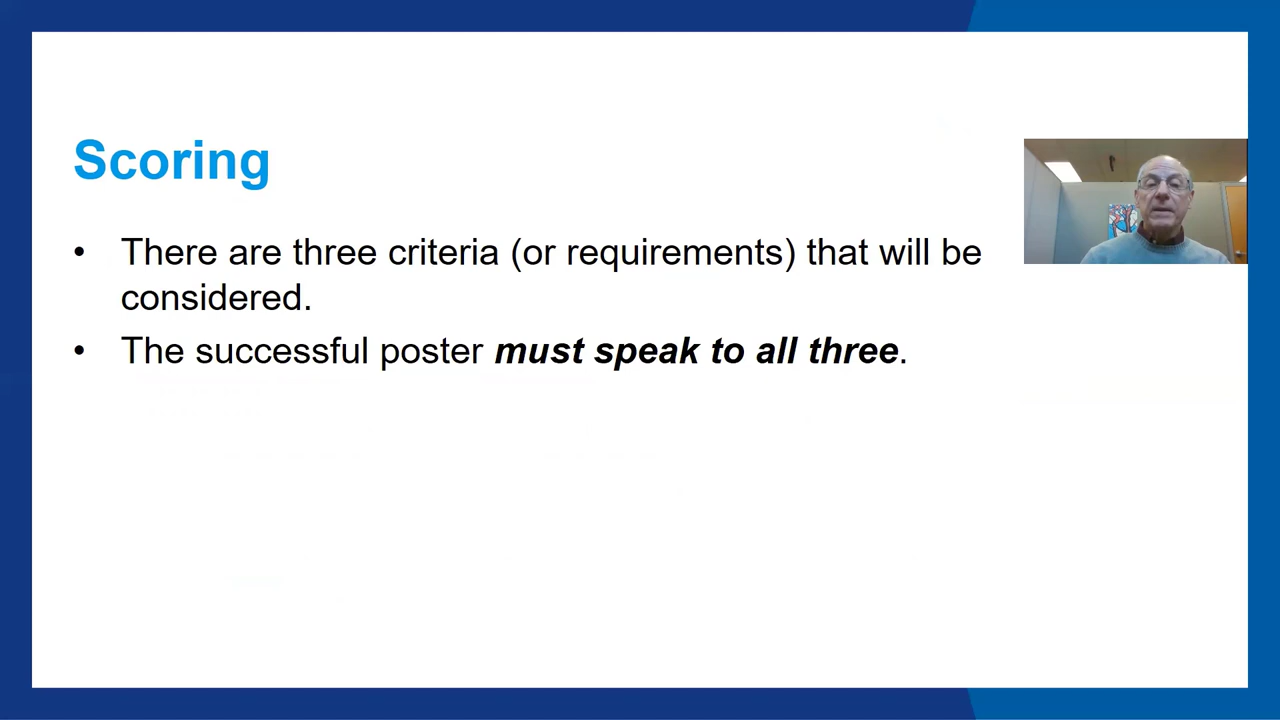 Scoring
• There are three criteria (or requirements) that will be
considered.
• The successful poster must speak to all three.